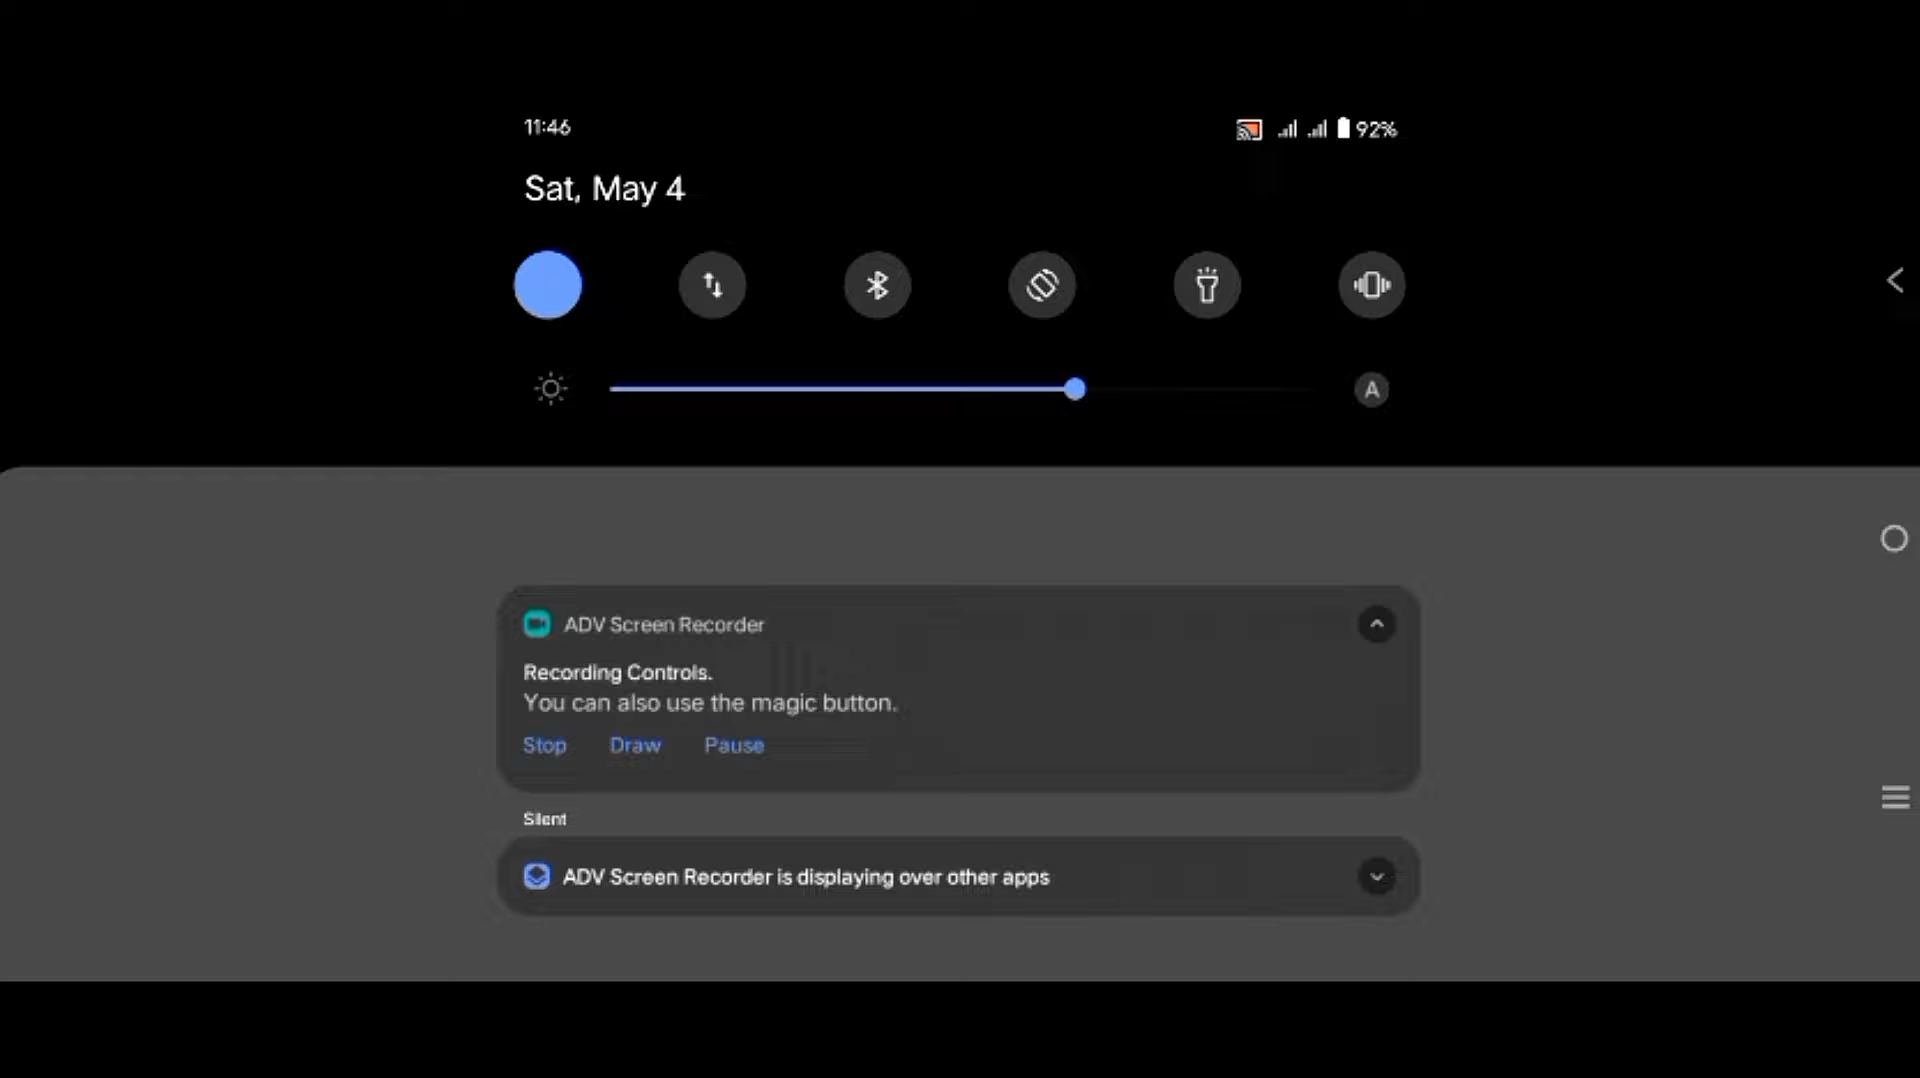 11:46
92%
Sat, May 4
A
ADV Screen Recorder
Recording Controls.
You can also use the magic button.
Stop Draw Pause
Silent
ADV Screen Recorder is displaying over other apps